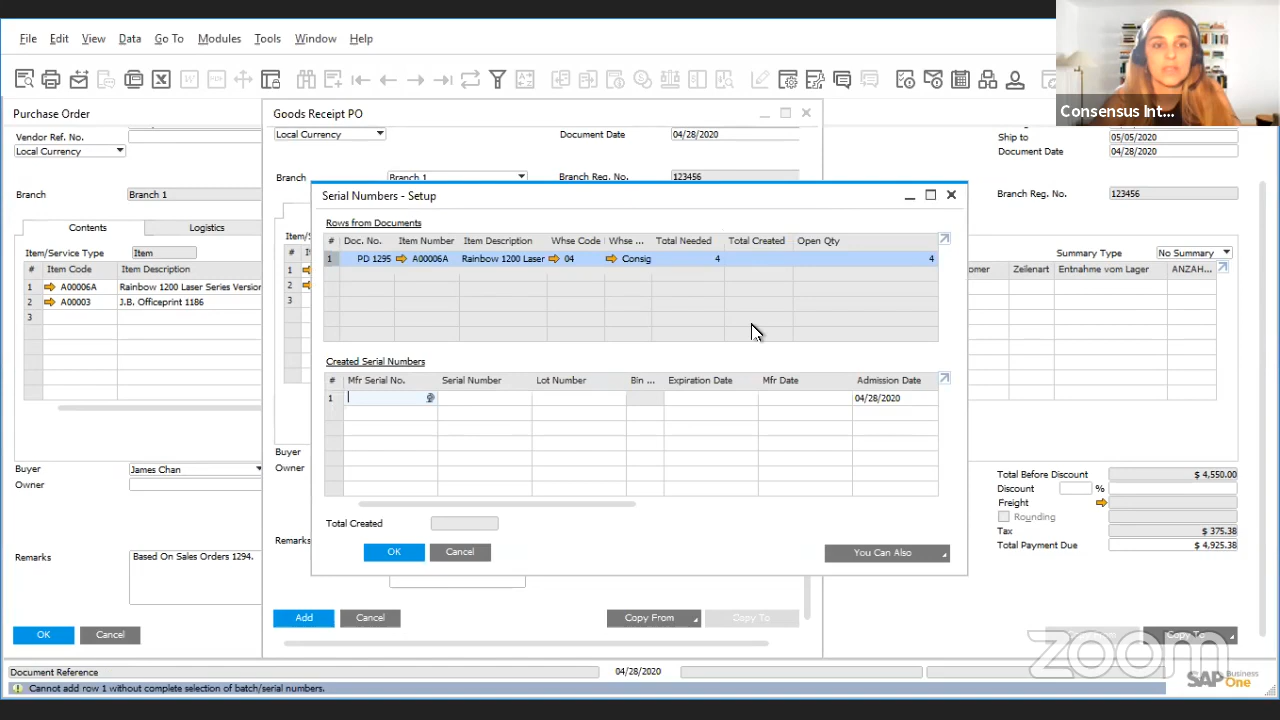 File Edit View Data Go To Modules Tools Window Help
Consensus Int...
Purchase Order
Vendor Ref. No.
Local Currency
Branch Branch 1
Contents Logistics
Item/Service Type Item
# Item Code Item Description
1 A00006A Rainbow 1200 Laser Series Version
2 A00003 J.B. Officeprint 1186
3
Buyer James Chan
Owner
Remarks Based On Sales Orders 1294.
OK Cancel
Goods Receipt PO
Local Currency Document Date 04/28/2020
Branch Branch 1 Branch Reg. No. 123456
Item/
#
1
2
3
Buyer
Owner
Remarks
Add Cancel Copy From Copy To
Serial Numbers - Setup
Rows from Documents
# Doc. No. Item Number Item Description Whse Code Whse ... Total Needed Total Created Open Qty
1 PD 1295 A00006A Rainbow 1200 Laser 04 Consig 4 4
Created Serial Numbers
# Mfr Serial No. Serial Number Lot Number Bin ... Expiration Date Mfr Date Admission Date
1 04/28/2020
Total Created
OK Cancel You Can Also
Ship to 05/05/2020
Document Date 04/28/2020
Branch Reg. No. 123456
Summary Type No Summary
omer Zeilenart Entnahme vom Lager ANZAH...
Total Before Discount $ 4,550.00
Discount %
Freight
Rounding
Tax $ 375.38
Total Payment Due $ 4,925.38
Copy To
zoom
SAP Business One
Document Reference 04/28/2020
Cannot add row 1 without complete selection of batch/serial numbers.